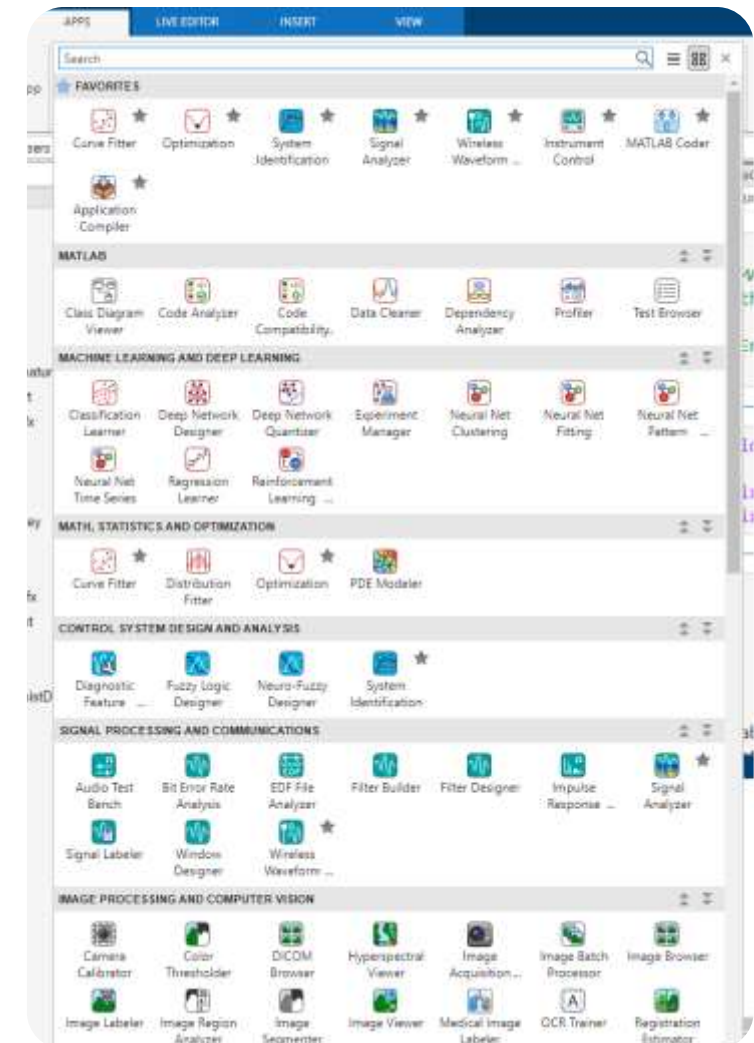 APPS LIVE EDITOR INSERT VIEW
Search
FAVORITES
Curve Fitter Optimization System Identification Signal Analyzer Wireless Waveform ... Instrument Control MATLAB Coder
Application Compiler
MATLAB
Class Diagram Viewer Code Analyzer Code Compatibility... Data Cleaner Dependency Analyzer Profiler Test Browser
MACHINE LEARNING AND DEEP LEARNING
Classification Learner Deep Network Designer Deep Network Quantizer Experiment Manager Neural Net Clustering Neural Net Fitting Neural Net Pattern ...
Neural Net Time Series Regression Learner Reinforcement Learning ...
MATH, STATISTICS AND OPTIMIZATION
Curve Fitter Distribution Fitter Optimization PDE Modeler
CONTROL SYSTEM DESIGN AND ANALYSIS
Diagnostic Feature ... Fuzzy Logic Designer Neuro-Fuzzy Designer System Identification
SIGNAL PROCESSING AND COMMUNICATIONS
Audio Test Bench Bit Error Rate Analysis EDF File Analyzer Filter Builder Filter Designer Impulse Response ... Signal Analyzer
Signal Labeler Window Designer Wireless Waveform ...
IMAGE PROCESSING AND COMPUTER VISION
Camera Calibrator Color Thresholder DICOM Browser Hyperspectral Viewer Image Acquisition ... Image Batch Processor Image Browser
Image Labeler Image Region Analyzer Image Segmenter Image Viewer Medical Image Labeler OCR Trainer Registration Estimator